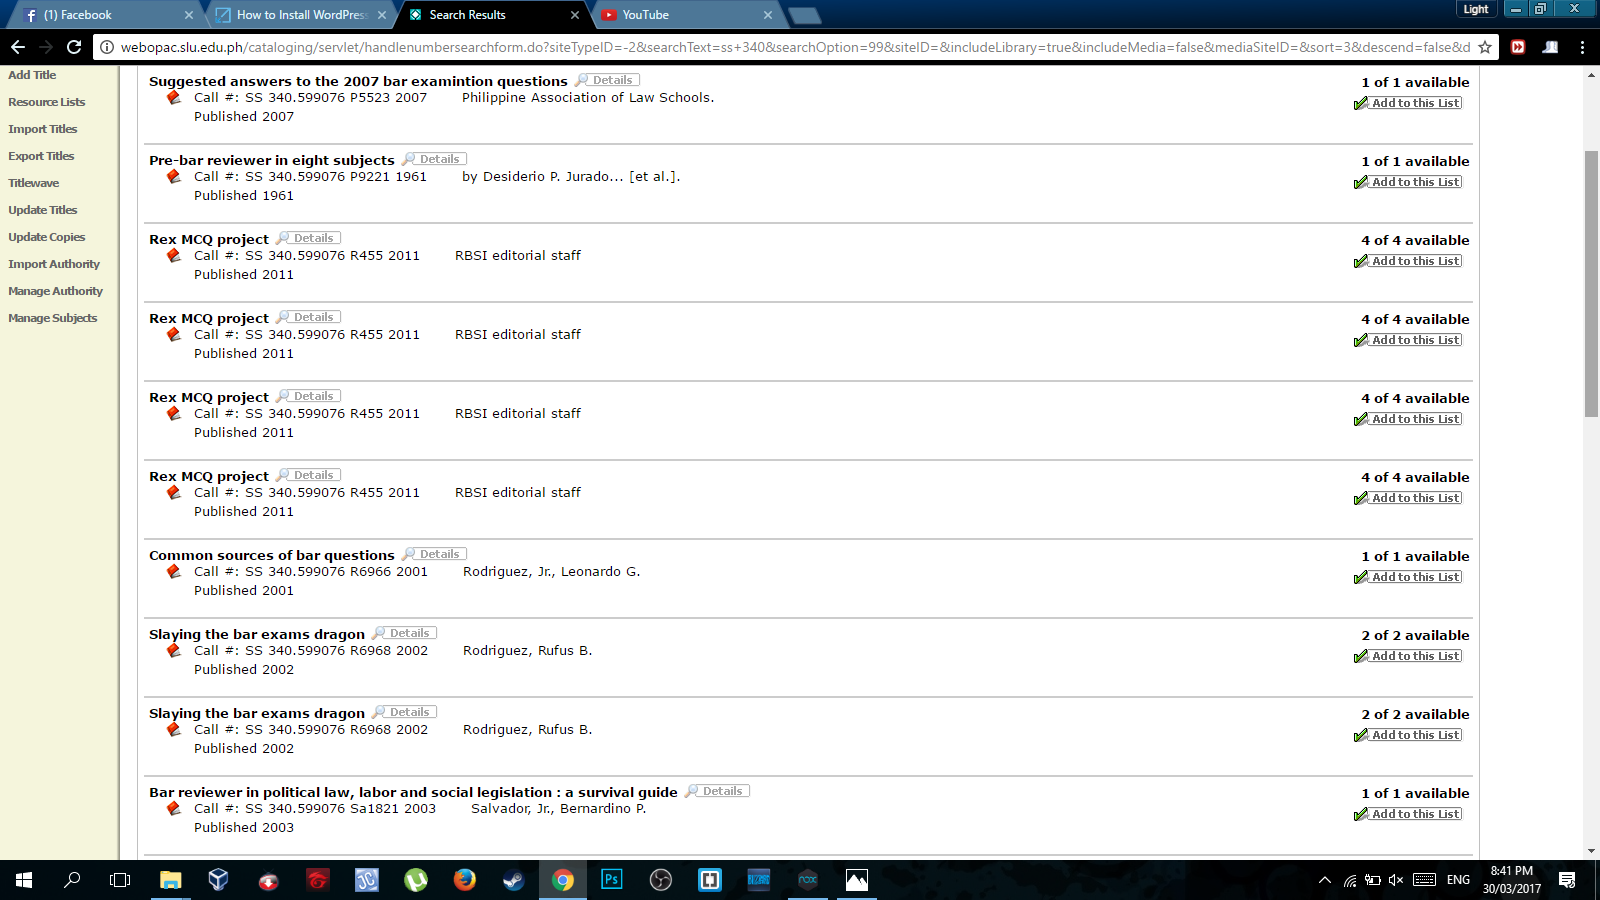 (1) Facebook
How to Install WordPress
Search Results
YouTube
Light
webopac.slu.edu.ph/cataloging/servlet/handlenumbersearchform.do?siteTypeID=-2&searchText=ss+340&searchOption=99&siteID=&includeLibrary=true&includeMedia=false&mediaSiteID=&sort=3&descend=false&d
Add Title
Resource Lists
Import Titles
Export Titles
Titlewave
Update Titles
Update Copies
Import Authority
Manage Authority
Manage Subjects
Suggested answers to the 2007 bar examintion questions Details 1 of 1 available
Call #: SS 340.599076 P5523 2007 Philippine Association of Law Schools. Add to this List
Published 2007
Pre-bar reviewer in eight subjects Details 1 of 1 available
Call #: SS 340.599076 P9221 1961 by Desiderio P. Jurado... [et al.]. Add to this List
Published 1961
Rex MCQ project Details 4 of 4 available
Call #: SS 340.599076 R455 2011 RBSI editorial staff Add to this List
Published 2011
Rex MCQ project Details 4 of 4 available
Call #: SS 340.599076 R455 2011 RBSI editorial staff Add to this List
Published 2011
Rex MCQ project Details 4 of 4 available
Call #: SS 340.599076 R455 2011 RBSI editorial staff Add to this List
Published 2011
Rex MCQ project Details 4 of 4 available
Call #: SS 340.599076 R455 2011 RBSI editorial staff Add to this List
Published 2011
Common sources of bar questions Details 1 of 1 available
Call #: SS 340.599076 R6966 2001 Rodriguez, Jr., Leonardo G. Add to this List
Published 2001
Slaying the bar exams dragon Details 2 of 2 available
Call #: SS 340.599076 R6968 2002 Rodriguez, Rufus B. Add to this List
Published 2002
Slaying the bar exams dragon Details 2 of 2 available
Call #: SS 340.599076 R6968 2002 Rodriguez, Rufus B. Add to this List
Published 2002
Bar reviewer in political law, labor and social legislation : a survival guide Details 1 of 1 available
Call #: SS 340.599076 Sa1821 2003 Salvador, Jr., Bernardino P. Add to this List
Published 2003
Ps
ENG
8:41 PM
30/03/2017